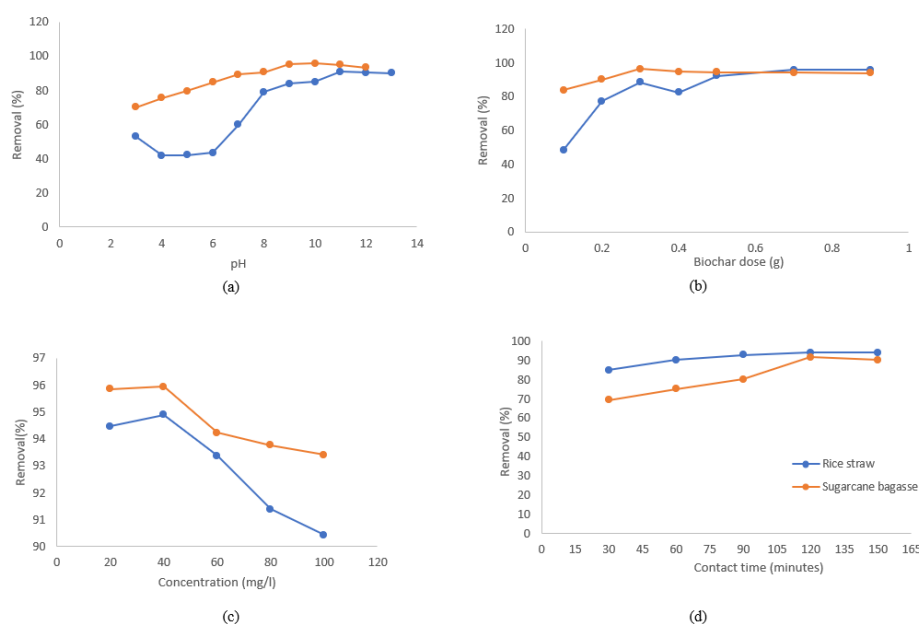 120
100
80
60
40
20
0
Removal (%)
0 2 4 6 8 10 12 14
pH
(a)
120
100
80
60
40
20
0
Removal (%)
0 0.2 0.4 0.6 0.8 1
Biochar dose (g)
(b)
97
96
95
94
93
92
91
90
Removal(%)
0 20 40 60 80 100 120
Concentration (mg/l)
(c)
100
90
80
70
60
50
40
30
20
10
0
Removal (%)
Rice straw
Sugarcane bagasse
0 15 30 45 60 75 90 105 120 135 150 165
Contact time (minutes)
(d)